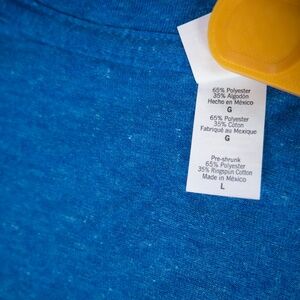 65% Polyester
35% Algodón
Hecho en México
G
65% Polyester
35% Coton
Fabriqué au Mexique
G
Pre-shrunk
65% Polyester
35% Ringspun Cotton
Made in México
L